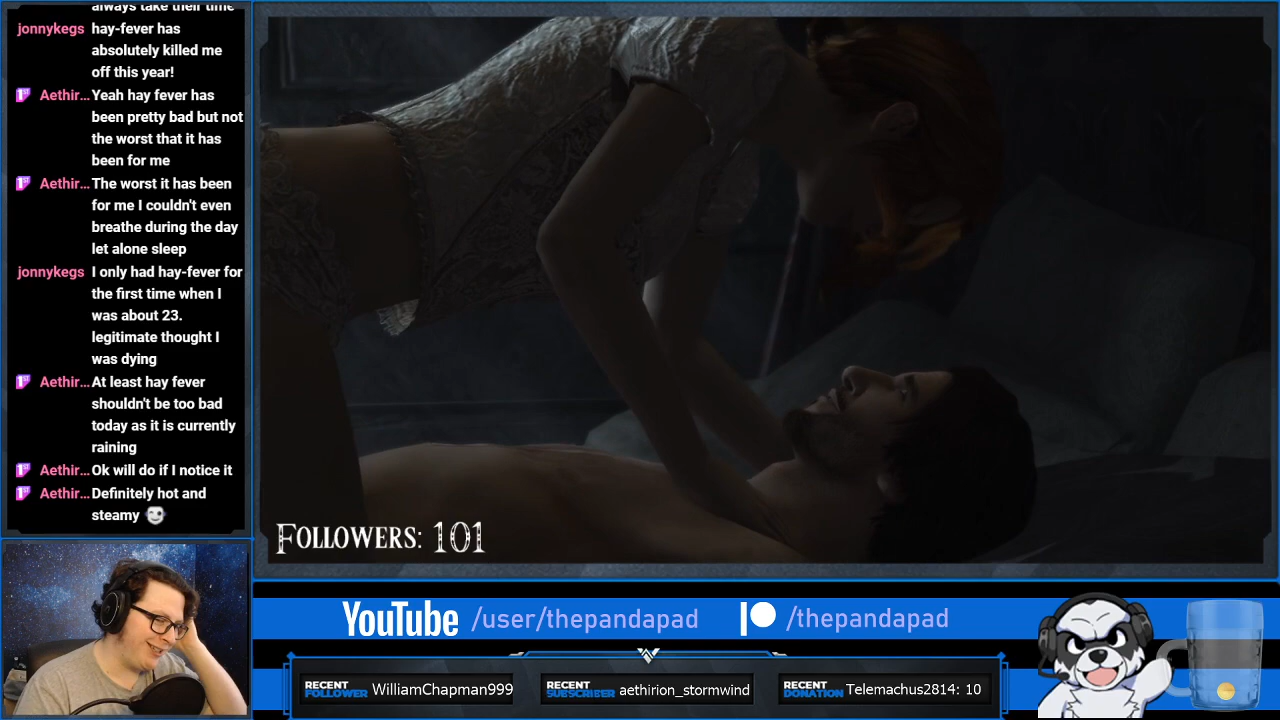 always take their time
jonnykegs hay-fever has
absolutely killed me
off this year!
Aethir... Yeah hay fever has
been pretty bad but not
the worst that it has
been for me
Aethir... The worst it has been
for me I couldn't even
breathe during the day
let alone sleep
jonnykegs I only had hay-fever for
the first time when I
was about 23.
legitimate thought I
was dying
Aethir... At least hay fever
shouldn't be too bad
today as it is currently
raining
Aethir... Ok will do if I notice it
Aethir... Definitely hot and
steamy
Followers: 101
YouTube /user/thepandapad
/thepandapad
RECENT FOLLOWER WilliamChapman999
RECENT SUBSCRIBER aethirion_stormwind
RECENT DONATION Telemachus2814: 10